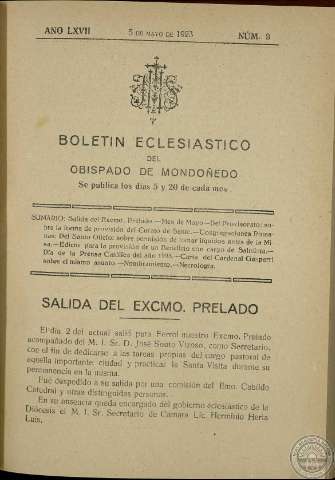 AÑO LXVII 5 DE MAYO DE 1923 NÚM. 9
BOLETIN ECLESIASTICO
DEL
OBISPADO DE MONDOÑEDO
Se publica los días 5 y 20 de cada mes
SUMARIO: Salida del Excmo. Prelado.—Mes de Mayo.—Del Provisorato: so-
bre la forma de provisión del Curato de Sante.—Congregaciones Roma-
nas: Del Santo Oficio: sobre permisión de tomar líquidos antes de la Mi-
sa.—Edicto para la provisión de un Beneficio con cargo de Salmista.—
Día de la Prensa Católica del año 1923.—Carta del Cardenal Gasparri
sobre el mismo asunto.—Nombramiento.—Necrología.
SALIDA DEL EXCMO. PRELADO
El día 2 del actual salió para Ferrol nuestro Excmo. Prelado
acompañado del M. I. Sr. D. José Souto Vizoso, como Secretario,
con el fin de dedicarse a las tareas propias del cargo pastoral de
aquella importante ciudad y practicar la Santa Visita durante su
permanencia en la misma.
Fué despedido a su salida por una comisión del Ilmo. Cabildo
Catedral y otras distinguidas personas.
En su ausencia queda encargado del gobierno eclesiástico de la
Diócesis el M. I. Sr. Secretario de Cámara Lic. Herminio Heria
Luis.